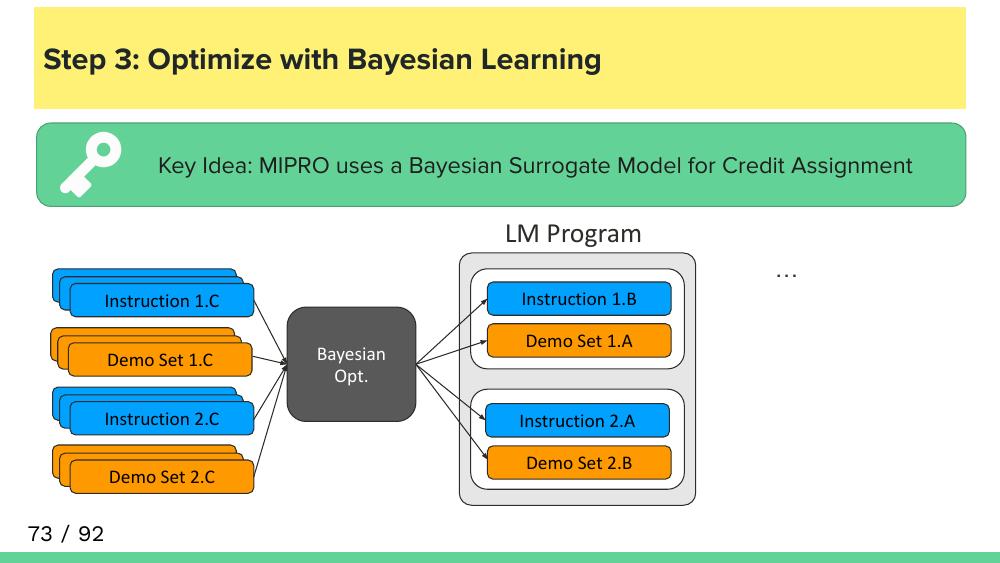 Step 3: Optimize with Bayesian Learning
Key Idea: MIPRO uses a Bayesian Surrogate Model for Credit Assignment
LM Program
...
Instruction 1.C
Demo Set 1.C
Instruction 2.C
Demo Set 2.C
Bayesian
Opt.
Instruction 1.B
Demo Set 1.A
Instruction 2.A
Demo Set 2.B
73 / 92